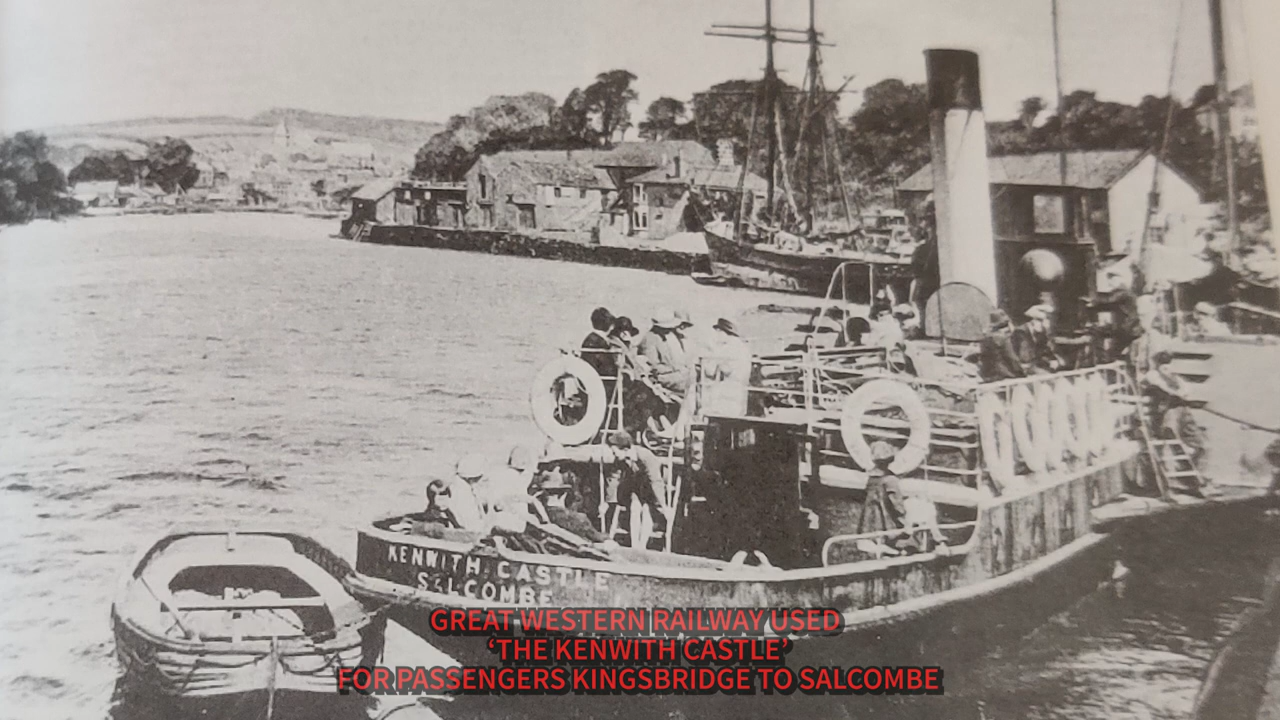 KENWITH CASTLE
SALCOMBE
GREAT WESTERN RAILWAY USED
‘THE KENWITH CASTLE’
FOR PASSENGERS KINGSBRIDGE TO SALCOMBE